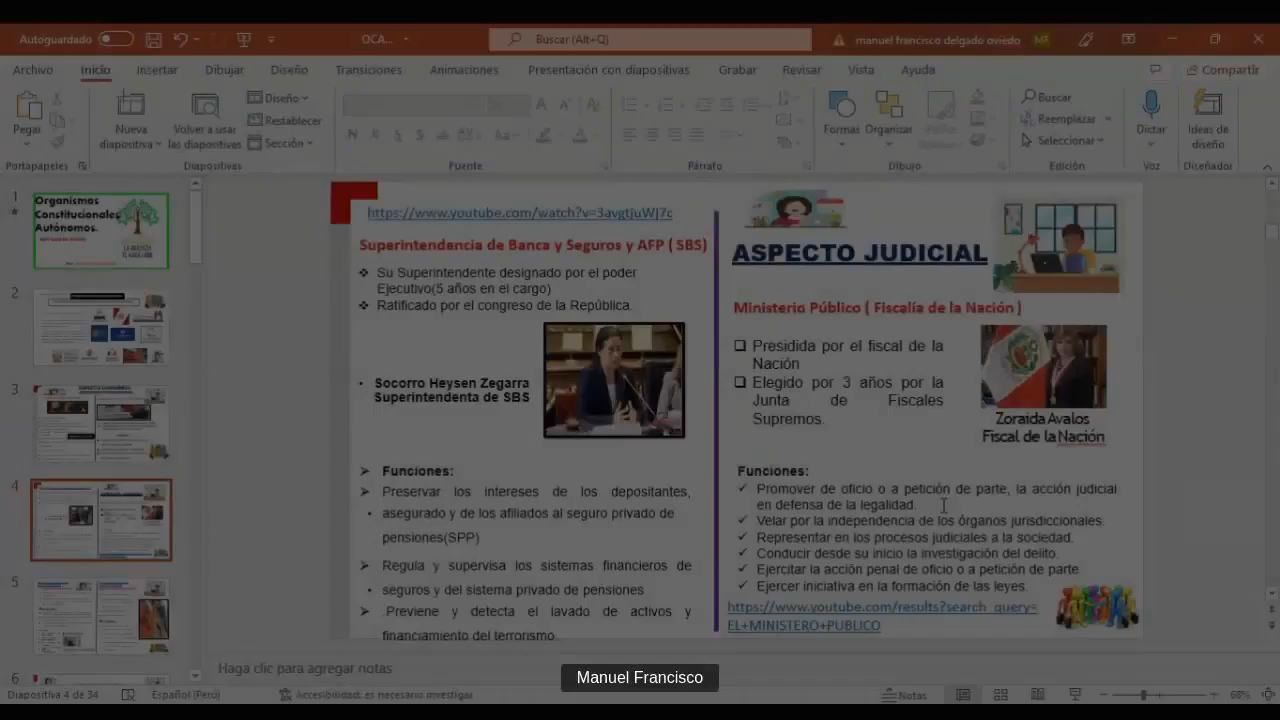 Autoguardado
OCA...
Buscar (Alt+Q)
manuel francisco delgado oviedo
Archivo
Inicio
Insertar
Dibujar
Diseño
Transiciones
Animaciones
Presentación con diapositivas
Grabar
Revisar
Vista
Ayuda
Compartir
Pegar
Nueva
diapositiva
Volver a usar
las diapositivas
Diseño
Restablecer
Sección
Formas
Organizar
Buscar
Reemplazar
Seleccionar
Dictar
Ideas de
diseño
Portapapeles
Diapositivas
Fuente
Párrafo
Dibujo
Edición
Voz
Diseñador
1
Organismos
Constitucionales
Autónomos.
2
3
4
5
6
https://www.youtube.com/watch?v=3avgtjuWJ7c
Superintendencia de Banca y Seguros y AFP ( SBS)
Su Superintendente designado por el poder
Ejecutivo(5 años en el cargo)
Ratificado por el congreso de la República.
Socorro Heysen Zegarra
Superintendenta de SBS
Funciones:
Preservar los intereses de los depositantes,
asegurado y de los afiliados al seguro privado de
pensiones(SPP)
Regula y supervisa los sistemas financieros de
seguros y del sistema privado de pensiones
.Previene y detecta el lavado de activos y
financiamiento del terrorismo.
ASPECTO JUDICIAL
Ministerio Público ( Fiscalía de la Nación )
Presidida por el fiscal de la
Nación
Elegido por 3 años por la
Junta de Fiscales
Supremos.
Zoraida Avalos
Fiscal de la Nación
Funciones:
Promover de oficio o a petición de parte, la acción judicial
en defensa de la legalidad.
Velar por la independencia de los órganos jurisdiccionales.
Representar en los procesos judiciales a la sociedad.
Conducir desde su inicio la investigación del delito.
Ejercitar la acción penal de oficio o a petición de parte
Ejercer iniciativa en la formación de las leyes.
https://www.youtube.com/results?search_query=
EL+MINISTERO+PUBLICO
Haga clic para agregar notas
Manuel Francisco
Diapositiva 4 de 34
Español (Perú)
Accesibilidad: es necesario investigar
Notas
66%